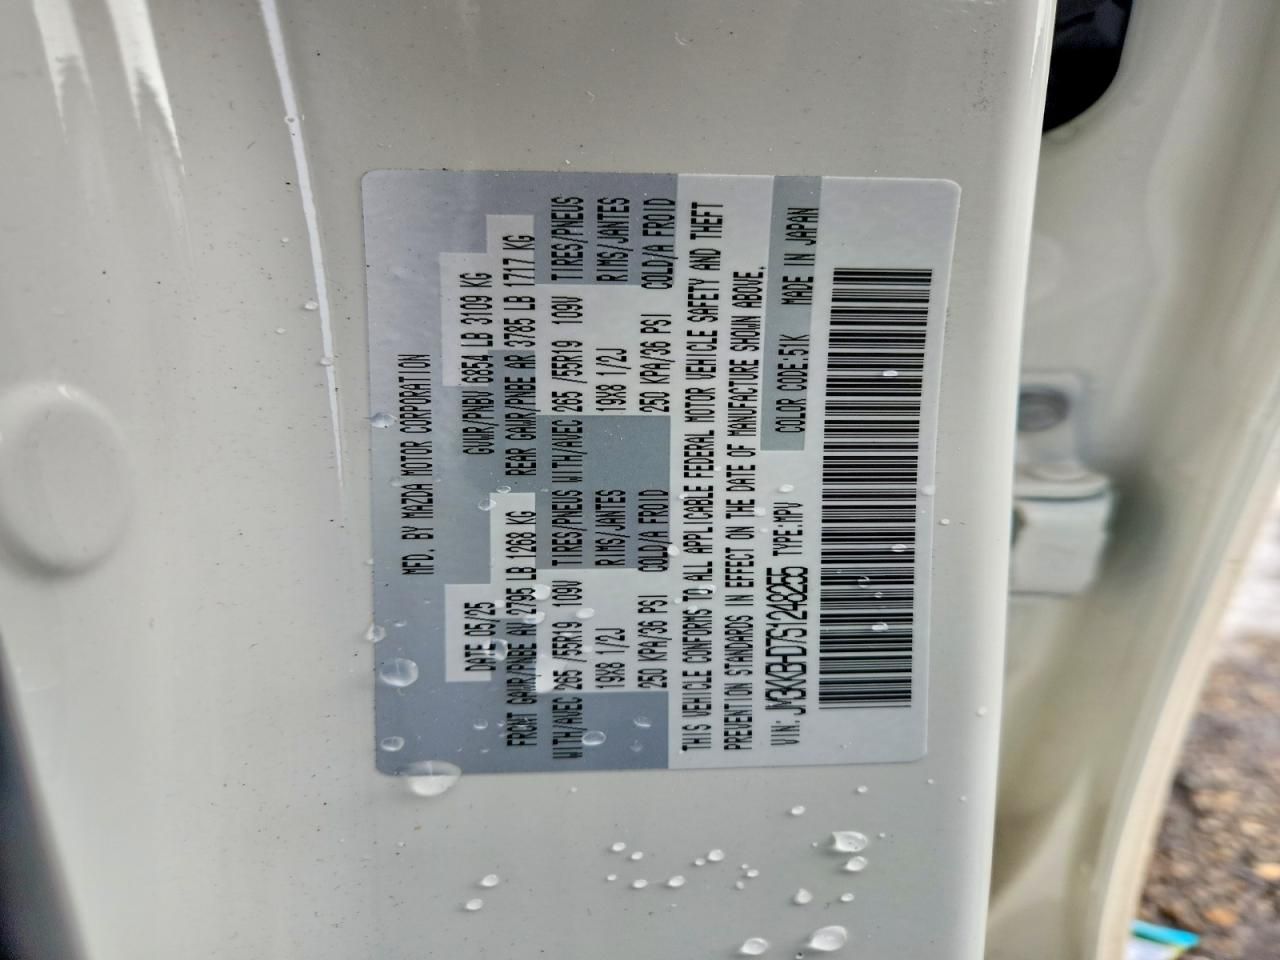 MFD. BY MAZDA MOTOR CORPORATION
DATE 05/25 GVWR/PNBV 6854 LB 3109 KG
FRONT GAWR/PNBE AV 2795 LB 1268 KG REAR GAWR/PNBE AR 3785 LB 1717 KG
WITH/AVEC 265 /55R19 109V TIRES/PNEUS WITH/AVEC 265 /55R19 109V TIRES/PNEUS
19X8 1/2J RIMS/JANTES 19X8 1/2J RIMS/JANTES
250 KPA/36 PSI COLD/A FROID 250 KPA/36 PSI COLD/A FROID
THIS VEHICLE CONFORMS TO ALL APPLICABLE FEDERAL MOTOR VEHICLE SAFETY AND THEFT
PREVENTION STANDARDS IN EFFECT ON THE DATE OF MANUFACTURE SHOWN ABOVE.
VIN: JM3KKBHD7S1248255 TYPE:MPV COLOR CODE:51K MADE IN JAPAN